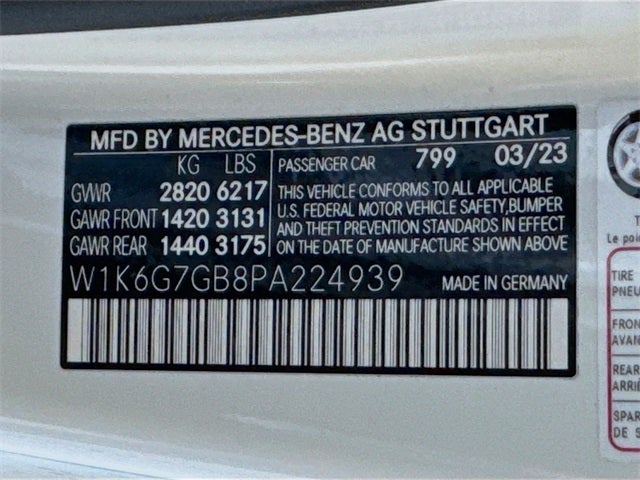 MFD BY MERCEDES-BENZ AG STUTTGART
KG LBS
GVWR 2820 6217
GAWR FRONT 1420 3131
GAWR REAR 1440 3175
PASSENGER CAR 799 03/23
THIS VEHICLE CONFORMS TO ALL APPLICABLE
U.S. FEDERAL MOTOR VEHICLE SAFETY,BUMPER
AND THEFT PREVENTION STANDARDS IN EFFECT
ON THE DATE OF MANUFACTURE SHOWN ABOVE
W1K6G7GB8PA224939 MADE IN GERMANY
Le poi
TIRE
PNEU
FRON
AVAN
REAR
ARRIÈ
SPAR
DE S